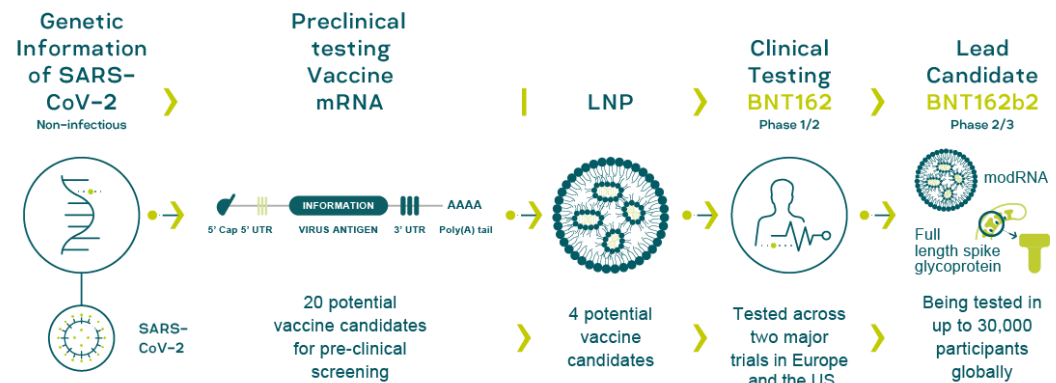 Genetic
Information
of SARS-
CoV-2
Non-infectious
Preclinical
testing
Vaccine
mRNA
LNP
Clinical
Testing
BNT162
Phase 1/2
Lead
Candidate
BNT162b2
Phase 2/3
INFORMATION
AAAA
5' Cap 5' UTR
VIRUS ANTIGEN
3' UTR
Poly(A) tail
modRNA
Full
length spike
glycoprotein
SARS-
CoV-2
20 potential
vaccine candidates
for pre-clinical
screening
4 potential
vaccine
candidates
Tested across
two major
trials in Europe
and the US
Being tested in
up to 30,000
participants
globally